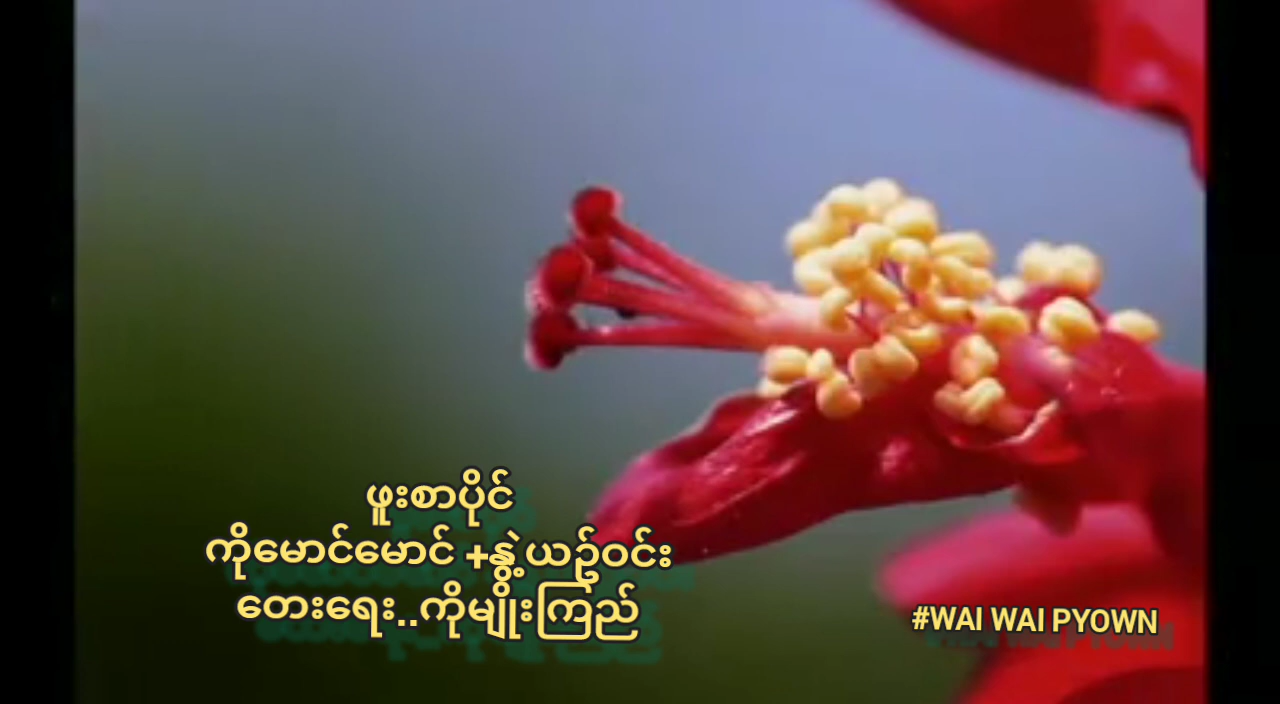 ဖူးစာပိုင်
ကိုမောင်မောင် +နွဲ့ယဥ်ဝင်း
တေးရေး..ကိုမျိုးကြည်
#WAI WAI PYOWN